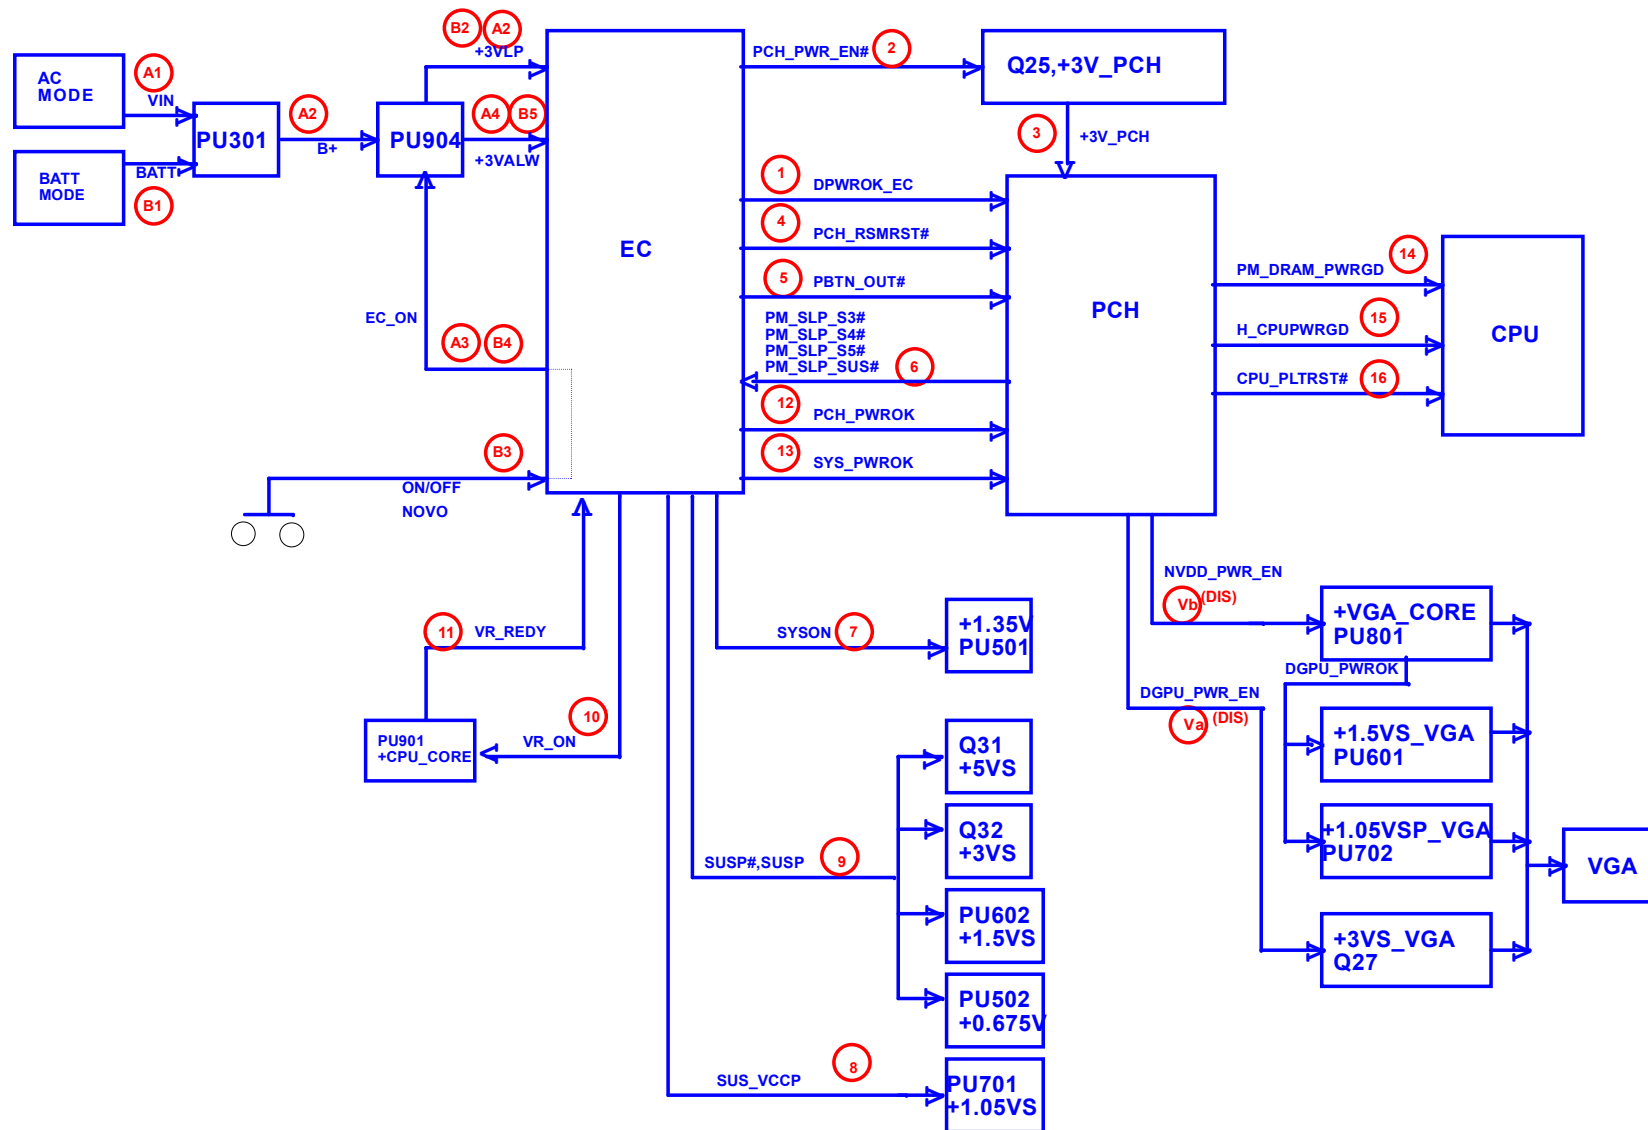 B2 A2
+3VLP
PCH_PWR_EN# 2
Q25,+3V_PCH
AC
MODE
A1
VIN
PU301
A2
B+
PU904
A4 B5
+3VALW
3
+3V_PCH
BATT
MODE
BATT
B1
EC
1
DPWROK_EC
4
PCH_RSMRST#
5
PBTN_OUT#
PM_SLP_S3#
PM_SLP_S4#
PM_SLP_S5#
PM_SLP_SUS# 6
12
PCH_PWROK
13
SYS_PWROK
PCH
PM_DRAM_PWRGD 14
H_CPUPWRGD 15
CPU_PLTRST# 16
CPU
EC_ON
A3 B4
B3
ON/OFF
NOVO
11 VR_REDY
10
VR_ON
PU901
+CPU_CORE
SYSON 7
+1.35V
PU501
SUSP#,SUSP 9
Q31
+5VS
Q32
+3VS
PU602
+1.5VS
PU502
+0.675V
SUS_VCCP 8
PU701
+1.05VS
NVDD_PWR_EN
Vb (DIS)
+VGA_CORE
PU801
DGPU_PWROK
DGPU_PWR_EN
Va (DIS)
+1.5VS_VGA
PU601
+1.05VSP_VGA
PU702
+3VS_VGA
Q27
VGA